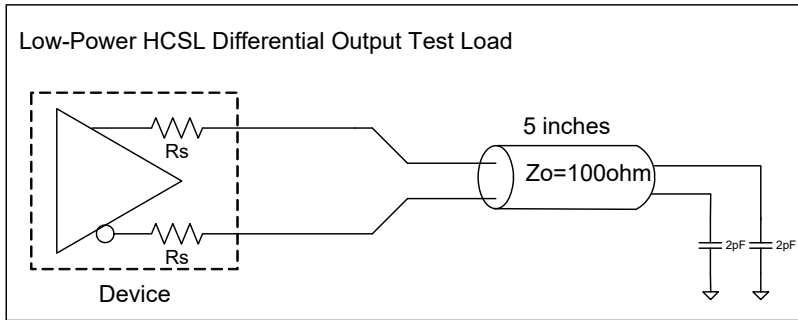 Low-Power HCSL Differential Output Test Load
5 inches
Rs
Zo=100ohm
2pF
2pF
Rs
Device